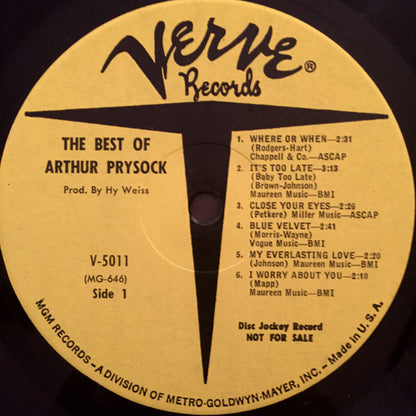 VERVE®
Records
THE BEST OF
ARTHUR PRYSOCK
Prod. By Hy Weiss
V-5011
(MG-646)
Side 1
1. WHERE OR WHEN—2:31
(Rodgers-Hart)
Chappell & Co.—ASCAP
2. IT'S TOO LATE—3:13
(Baby Too Late)
(Brown-Johnson)
Maureen Music—BMI
3. CLOSE YOUR EYES—2:26
(Petkere) Miller Music—ASCAP
4. BLUE VELVET—2:41
(Morris-Wayne)
Vogue Music—BMI
5. MY EVERLASTING LOVE—2:20
(Johnson) Maureen Music—BMI
6. I WORRY ABOUT YOU—2:10
(Mapp)
Maureen Music—BMI
Disc Jockey Record
NOT FOR SALE
MGM RECORDS—A DIVISION OF METRO-GOLDWYN-MAYER, INC.—Made in U. S. A.